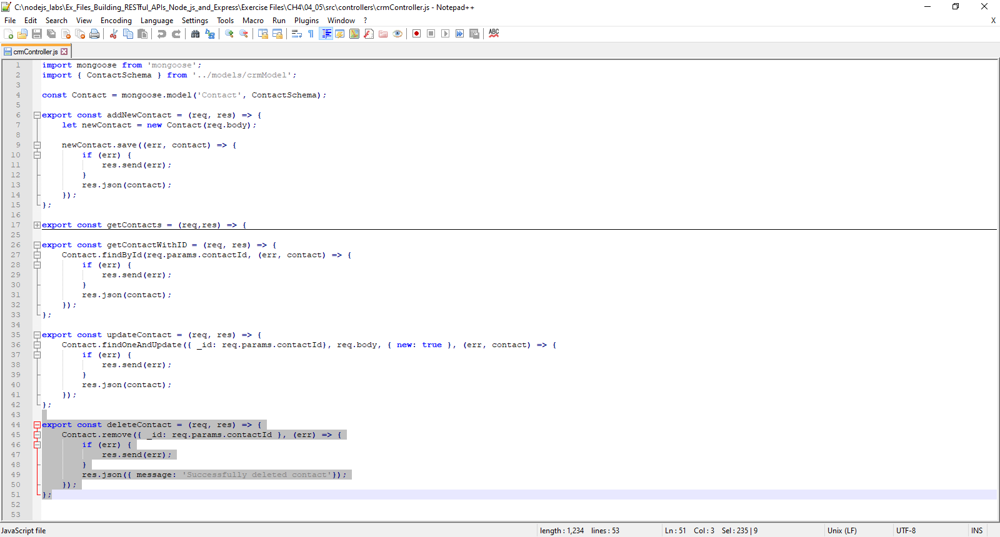 C:\nodejs_labs\Ex_Files_Building_RESTful_APIs_Node_js_and_Express\Exercise Files\CH4\04_05\src\controllers\crmController.js - Notepad++
File Edit Search View Encoding Language Settings Tools Macro Run Plugins Window ? X
ABC
crmController.js
1 import mongoose from 'mongoose';
2 import { ContactSchema } from '../models/crmModel';
3
4 const Contact = mongoose.model('Contact', ContactSchema);
5
6 export const addNewContact = (req, res) => {
7     let newContact = new Contact(req.body);
8
9     newContact.save((err, contact) => {
10         if (err) {
11             res.send(err);
12         }
13         res.json(contact);
14     });
15 };
16
17 export const getContacts = (req,res) => {
25
26 export const getContactWithID = (req, res) => {
27     Contact.findById(req.params.contactId, (err, contact) => {
28         if (err) {
29             res.send(err);
30         }
31         res.json(contact);
32     });
33 };
34
35 export const updateContact = (req, res) => {
36     Contact.findOneAndUpdate({ _id: req.params.contactId}, req.body, { new: true }, (err, contact) => {
37         if (err) {
38             res.send(err);
39         }
40         res.json(contact);
41     });
42 };
43
44 export const deleteContact = (req, res) => {
45     Contact.remove({ _id: req.params.contactId }, (err) => {
46         if (err) {
47             res.send(err);
48         }
49         res.json({ message: 'Successfully deleted contact'});
50     });
51 };
52
53
JavaScript file length : 1,234 lines : 53 Ln : 51 Col : 3 Sel : 235 | 9 Unix (LF) UTF-8 INS